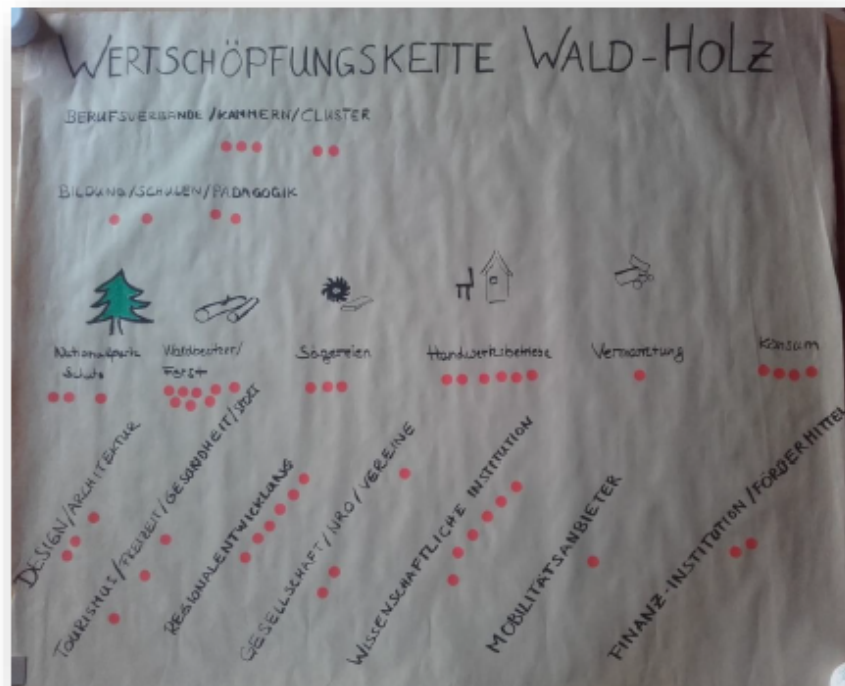 WERTSCHÖPFUNGSKETTE WALD-HOLZ
BERUFSVERBÄNDE/KAMMERN/CLUSTER
BILDUNG/SCHULEN/PÄDAGOGIK
Nationalpark
Schutz
Waldbesitzer/
Forst
Sägereien
Handwerksbetriebe
Vermarktung
Konsum
DESIGN/ARCHITEKTUR
TOURISMUS/FREIZEIT/GESUNDHEIT/SPORT
REGIONALENTWICKLUNG
GESELLSCHAFT/NRO/VEREINE
WISSENSCHAFTLICHE INSTITUTION
MOBILITÄTSANBIETER
FINANZ-INSTITUTION/FÖRDERMITTEL